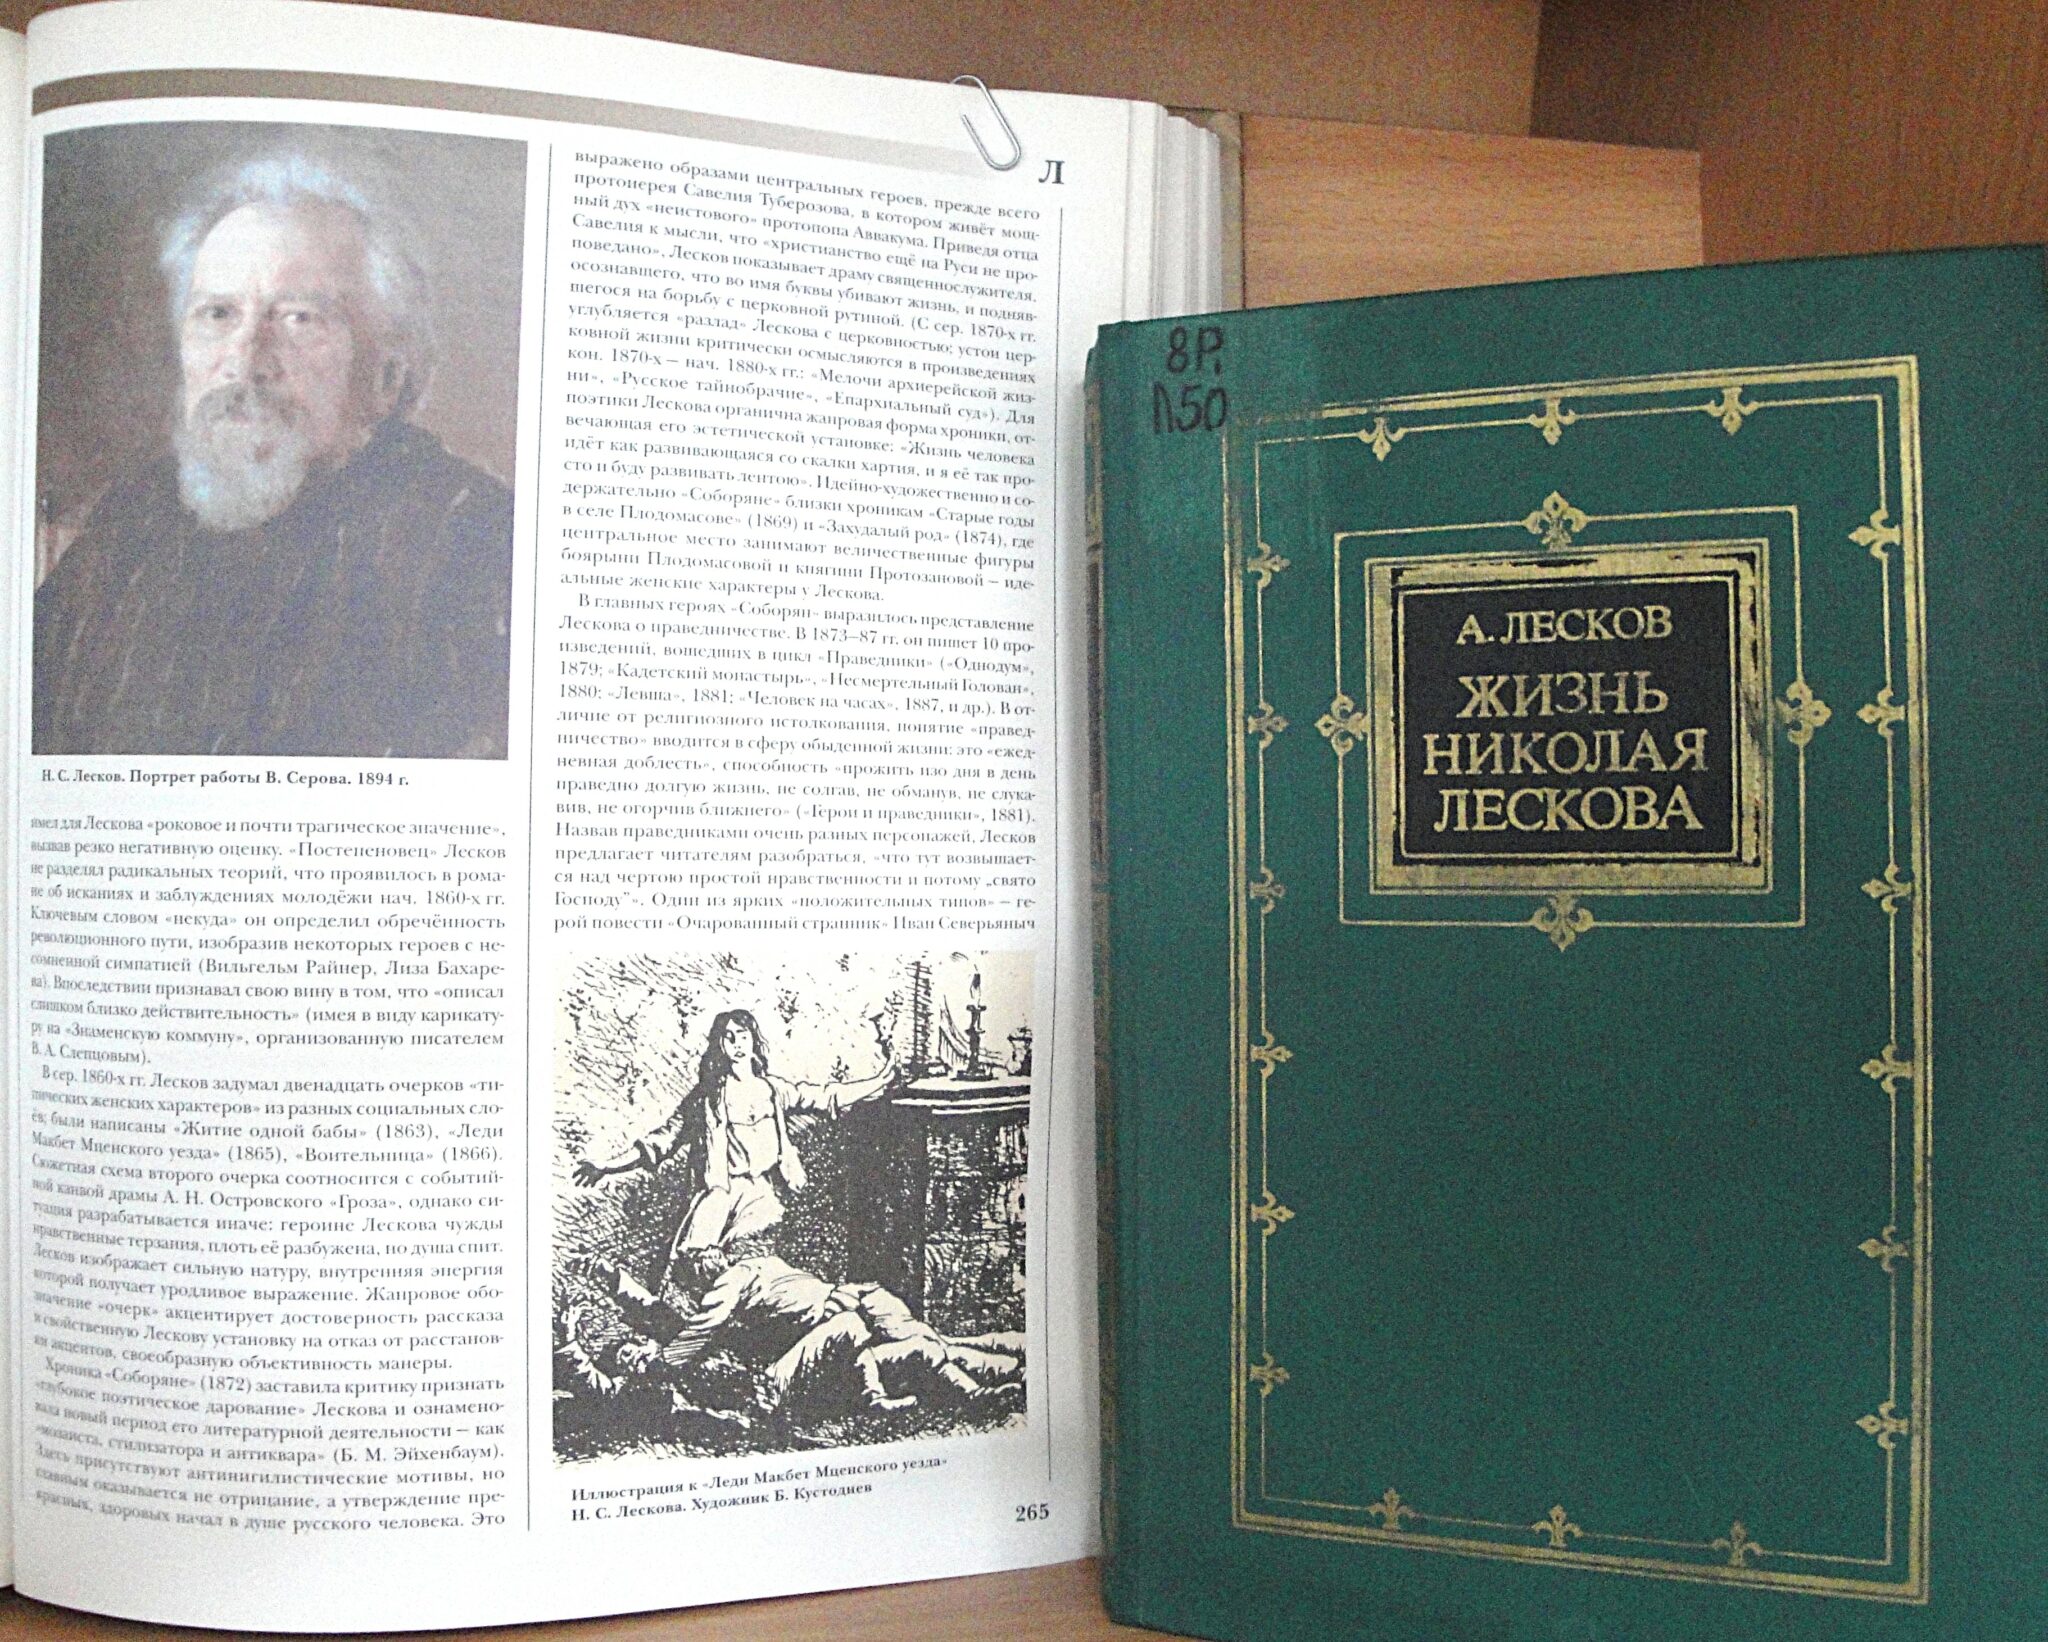 Н. С. Лесков. Портрет работы В. Серова. 1894 г.
имел для Лескова «роковое и почти трагическое значение»,
вызвав резко негативную оценку. «Постепеновец» Лесков
не разделял радикальных теорий, что проявилось в рома-
не об исканиях и заблуждениях молодёжи нач. 1860-х гг.
Ключевым словом «некуда» он определил обречённость
революционного пути, изобразив некоторых героев с не-
сомненной симпатией (Вильгельм Райнер, Лиза Бахаре-
ва). Впоследствии признавал свою вину в том, что «описал
слишком близко действительность» (имея в виду карикату-
ру на «Знаменскую коммуну», организованную писателем
В. А. Слепцовым).
В сер. 1860-х гг. Лесков задумал двенадцать очерков «ти-
пических женских характеров» из разных социальных сло-
ёв; были написаны «Житие одной бабы» (1863), «Леди
Макбет Мценского уезда» (1865), «Воительница» (1866).
Сюжетная схема второго очерка соотносится с событий-
ной канвой драмы А. Н. Островского «Гроза», однако си-
туация разрабатывается иначе: героине Лескова чужды
нравственные терзания, плоть её разбужена, но душа спит.
Лесков изображает сильную натуру, внутренняя энергия
которой получает уродливое выражение. Жанровое обо-
значение «очерк» акцентирует достоверность рассказа
и свойственную Лескову установку на отказ от расстанов-
ки акцентов, своеобразную объективность манеры.
Хроника «Соборяне» (1872) заставила критику признать
«глубокое поэтическое дарование» Лескова и ознамено-
вала новый период его литературной деятельности – как
«мозаиста, стилизатора и антиквара» (Б. М. Эйхенбаум).
Здесь присутствуют антинигилистические мотивы, но
главным оказывается не отрицание, а утверждение пре-
красных, здоровых начал в душе русского человека. Это
Л
выражено образами центральных героев, прежде всего
протоиерея Савелия Туберозова, в котором живёт мощ-
ный дух «неистового» протопопа Аввакума. Приведя отца
Савелия к мысли, что «христианство ещё на Руси не про-
поведано», Лесков показывает драму священнослужителя,
осознавшего, что во имя буквы убивают жизнь, и подняв-
шегося на борьбу с церковной рутиной. (С сер. 1870-х гг.
углубляется «разлад» Лескова с церковностью; устои цер-
ковной жизни критически осмысляются в произведениях
кон. 1870-х – нач. 1880-х гг.: «Мелочи архиерейской жиз-
ни», «Русское тайнобрачие», «Епархиальный суд»). Для
поэтики Лескова органична жанровая форма хроники, от-
вечающая его эстетической установке: «Жизнь человека
идёт как развивающаяся со скалки хартия, и я её так про-
сто и буду развивать лентою». Идейно-художественно и со-
держательно «Соборяне» близки хроникам «Старые годы
в селе Плодомасове» (1869) и «Захудалый род» (1874), где
центральное место занимают величественные фигуры
боярыни Плодомасовой и княгини Протозановой – иде-
альные женские характеры у Лескова.
В главных героях «Соборян» выразилось представление
Лескова о праведничестве. В 1873–87 гг. он пишет 10 про-
изведений, вошедших в цикл «Праведники» («Однодум»,
1879; «Кадетский монастырь», «Несмертельный Голован»,
1880; «Левша», 1881; «Человек на часах», 1887, и др.). В от-
личие от религиозного истолкования, понятие «правед-
ничество» вводится в сферу обыденной жизни: это «ежед-
невная доблесть», способность «прожить изо дня в день
праведно долгую жизнь, не солгав, не обманув, не слука-
вив, не огорчив ближнего» («Герои и праведники», 1881).
Назвав праведниками очень разных персонажей, Лесков
предлагает читателям разобраться, «что тут возвышает-
ся над чертою простой нравственности и потому „свято
Господу”». Один из ярких «положительных типов» – ге-
рой повести «Очарованный странник» Иван Северьяныч
Иллюстрация к «Леди Макбет Мценского уезда»
Н. С. Лескова. Художник Б. Кустодиев
265
8Р.
Л50
А. ЛЕСКОВ
ЖИЗНЬ
НИКОЛАЯ
ЛЕСКОВА